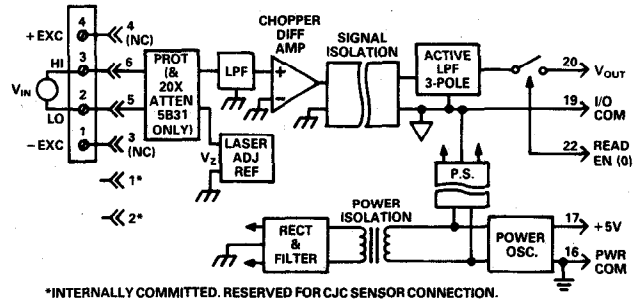 4
+EXC
4
(NC)
HI
3
6
VIN
2
5
LO
1
-EXC
3
(NC)
1*
2*
PROT
(&
20X
ATTEN
5B31
ONLY)
LPF
CHOPPER
DIFF
AMP
+
−
VZ
LASER
ADJ
REF
SIGNAL
ISOLATION
ACTIVE
LPF
3-POLE
20
VOUT
19
I/O
COM
22
READ
EN (0)
P.S.
POWER
ISOLATION
RECT
&
FILTER
POWER
OSC.
17
+5V
16
PWR
COM
*INTERNALLY COMMITTED. RESERVED FOR CJC SENSOR CONNECTION.